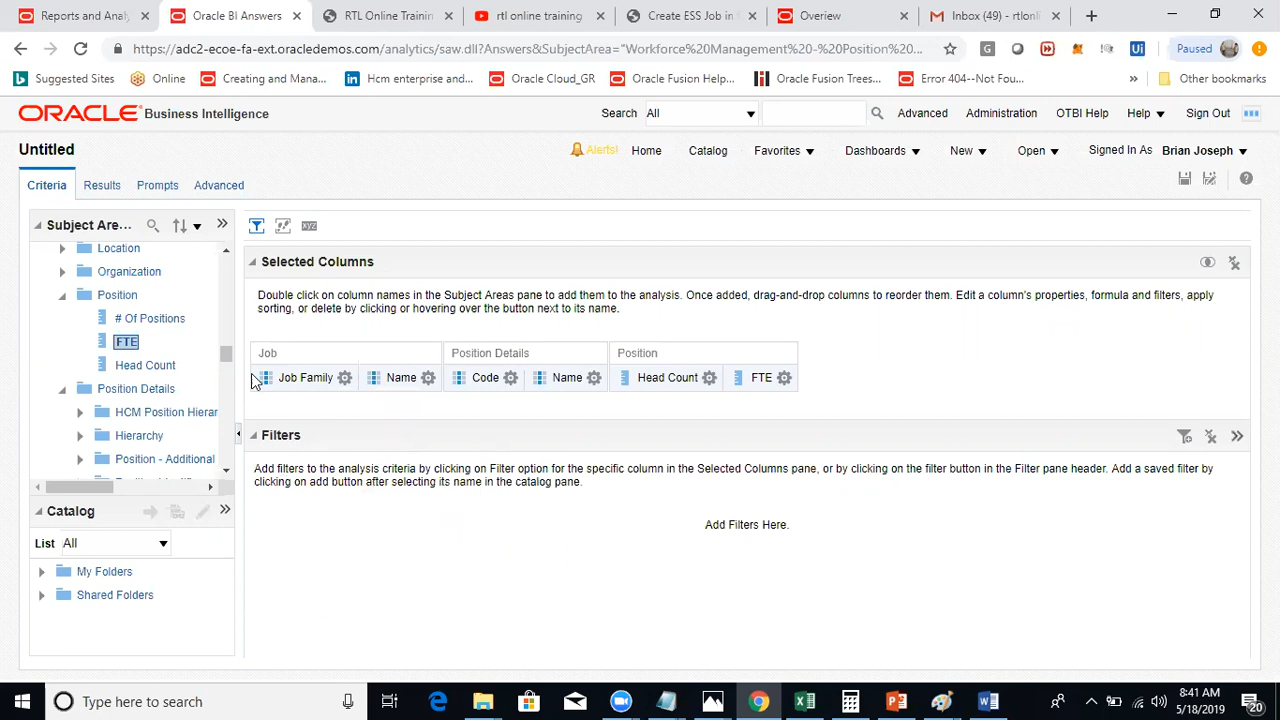 Reports and Analy
Oracle BI Answers
RTL Online Trainin
rtl online training
Create ESS Job in
Overview
Inbox (49) - rtlonl
https://adc2-ecoe-fa-ext.oracledemos.com/analytics/saw.dll?Answers&SubjectArea="Workforce%20Management%20-%20Position%20...
Paused
Suggested Sites
Online
Creating and Mana...
Hcm enterprise and...
Oracle Cloud_GR
Oracle Fusion Help...
Oracle Fusion Trees...
Error 404--Not Fou...
Other bookmarks
ORACLE Business Intelligence
Search All
Advanced
Administration
OTBI Help
Help
Sign Out
Untitled
Alerts!
Home
Catalog
Favorites
Dashboards
New
Open
Signed In As Brian Joseph
Criteria
Results
Prompts
Advanced
Subject Are...
Location
Organization
Position
# Of Positions
FTE
Head Count
Position Details
HCM Position Hierar
Hierarchy
Position - Additional
Catalog
List All
My Folders
Shared Folders
xyz
Selected Columns
Double click on column names in the Subject Areas pane to add them to the analysis. Once added, drag-and-drop columns to reorder them. Edit a column's properties, formula and filters, apply
sorting, or delete by clicking or hovering over the button next to its name.
Job
Position Details
Position
Job Family
Name
Code
Name
Head Count
FTE
Filters
Add filters to the analysis criteria by clicking on Filter option for the specific column in the Selected Columns pane, or by clicking on the filter button in the Filter pane header. Add a saved filter by
clicking on add button after selecting its name in the catalog pane.
Add Filters Here.
Type here to search
8:41 AM
5/18/2019
20